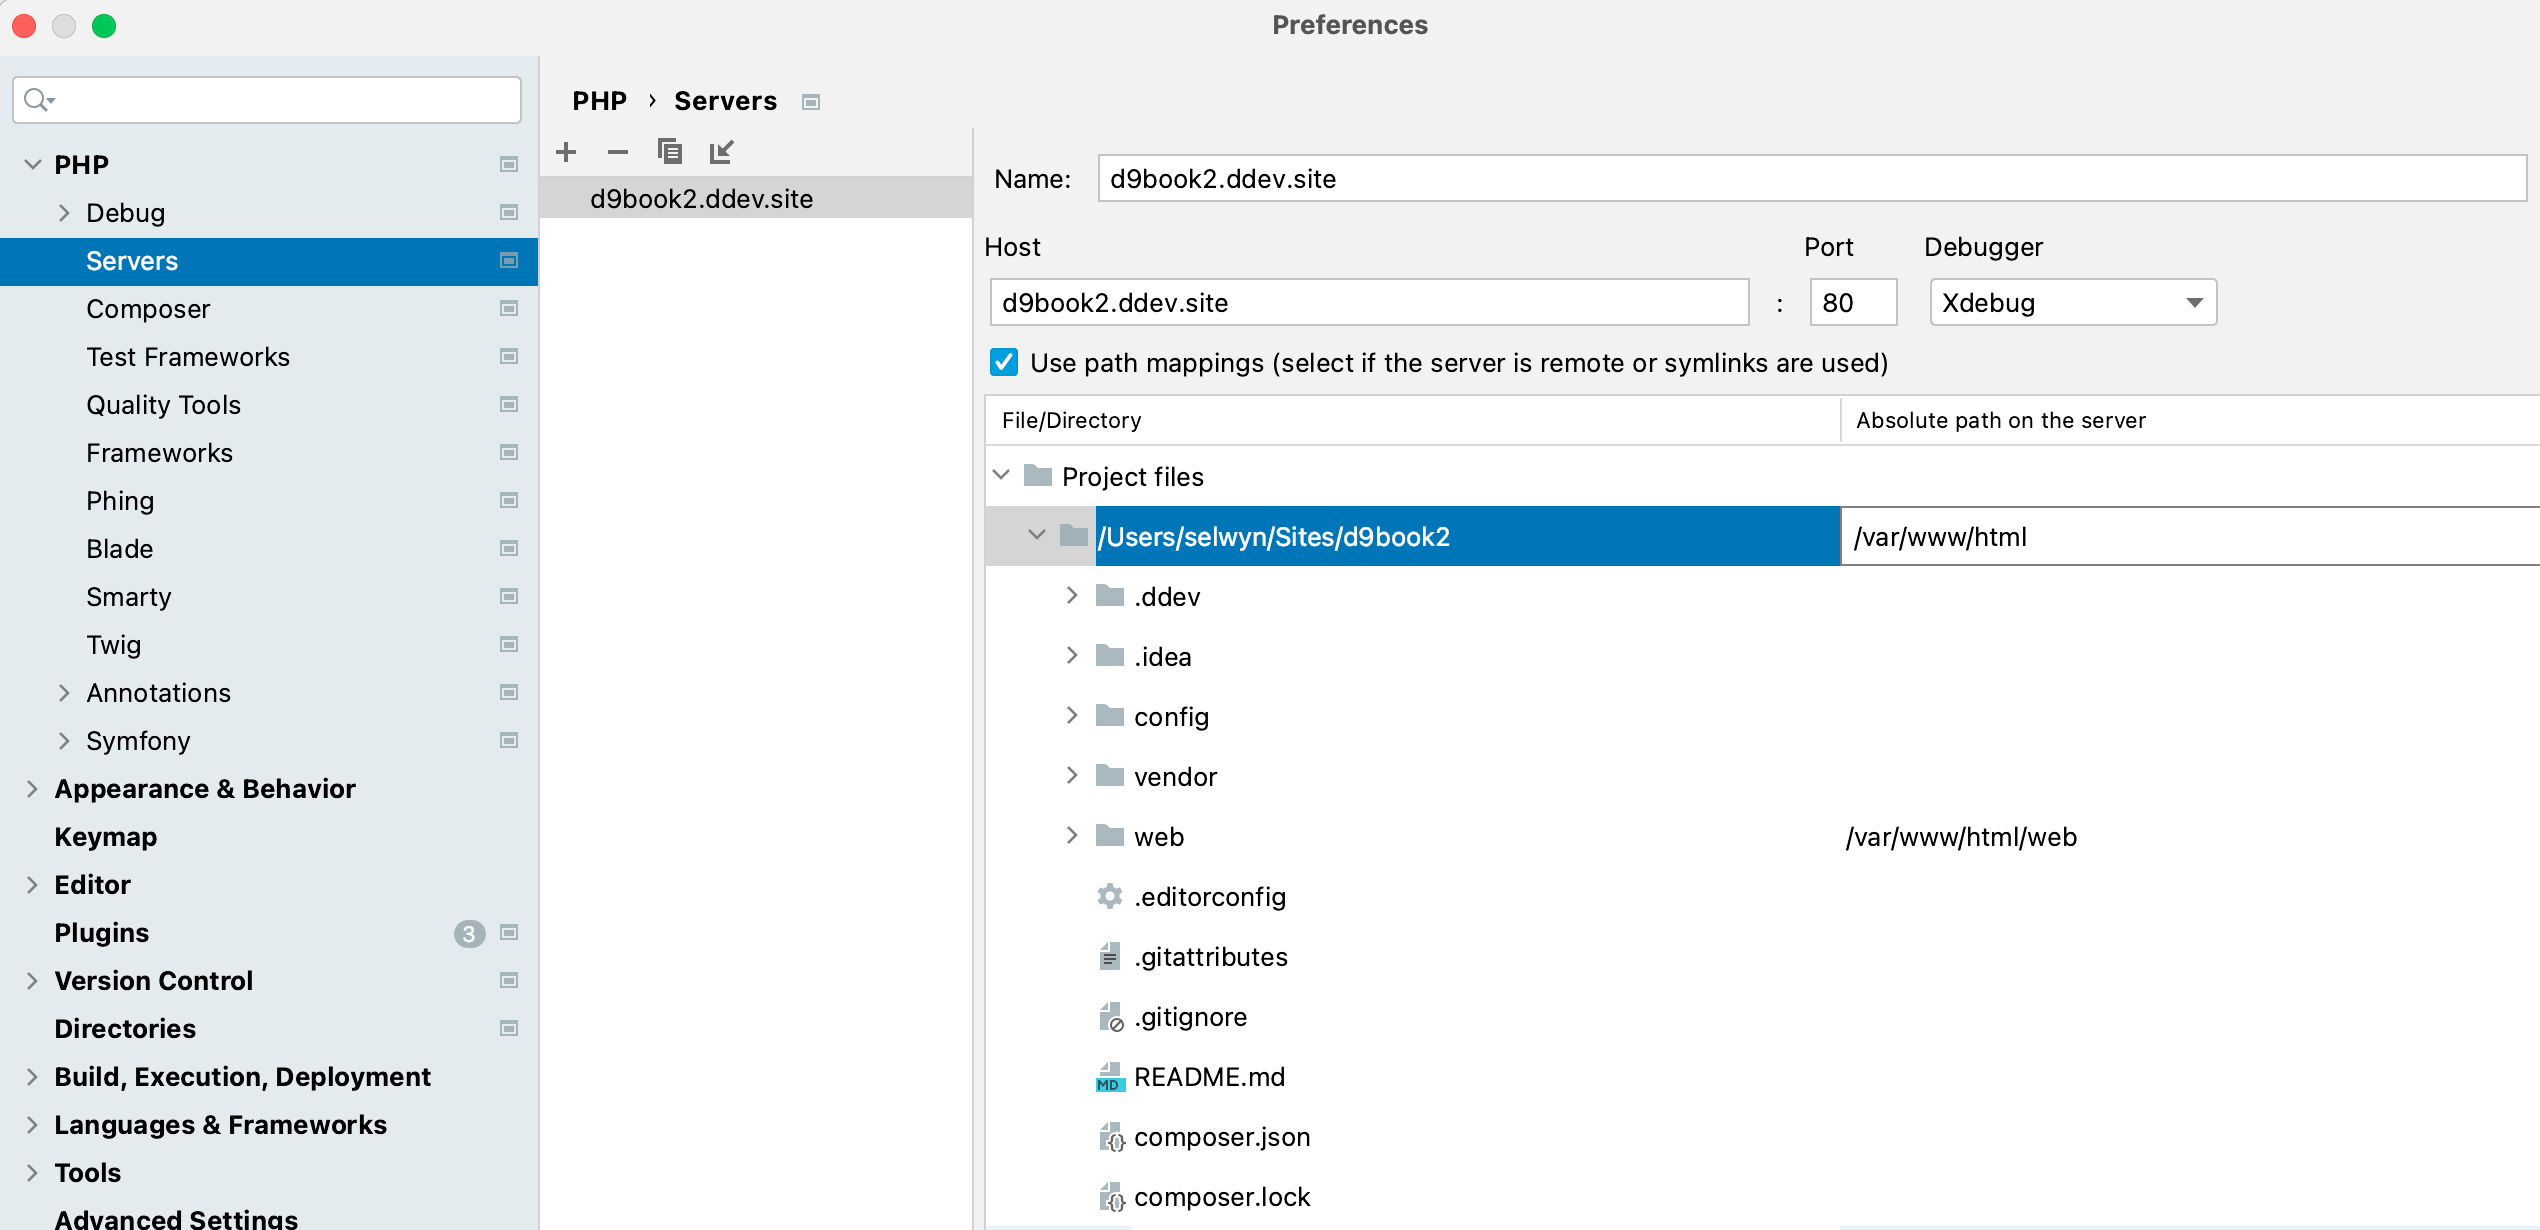 Preferences
PHP
Debug
Servers
Composer
Test Frameworks
Quality Tools
Frameworks
Phing
Blade
Smarty
Twig
Annotations
Symfony
Appearance & Behavior
Keymap
Editor
Plugins 3
Version Control
Directories
Build, Execution, Deployment
Languages & Frameworks
Tools
Advanced Settings
PHP › Servers
d9book2.ddev.site
Name: d9book2.ddev.site
Host Port Debugger
d9book2.ddev.site : 80 Xdebug
Use path mappings (select if the server is remote or symlinks are used)
File/Directory Absolute path on the server
Project files
/Users/selwyn/Sites/d9book2 /var/www/html
.ddev
.idea
config
vendor
web /var/www/html/web
.editorconfig
.gitattributes
.gitignore
MD README.md
composer.json
composer.lock